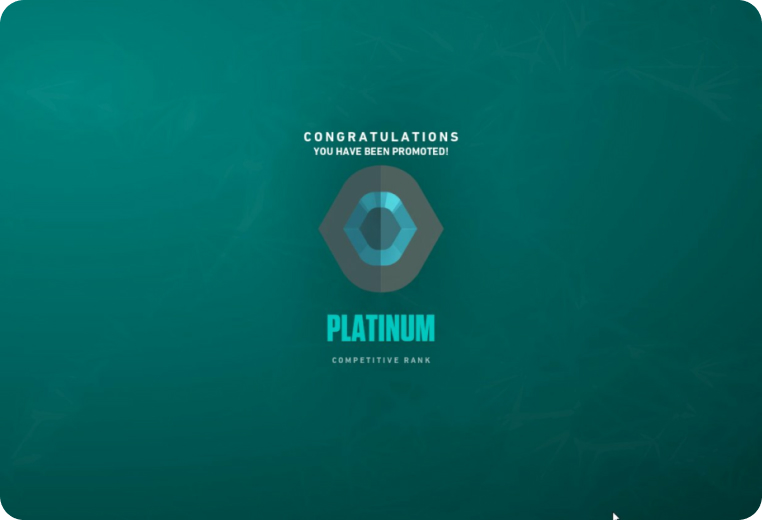 CONGRATULATIONS
YOU HAVE BEEN PROMOTED!
PLATINUM
COMPETITIVE RANK